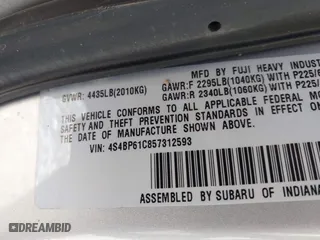 MFG BY FUJI HEAVY INDUST
GVWR: 4435LB(2010KG)
GAWR:F 2295LB(1040KG)WITH P225/6
GAWR:R 2340LB(1060KG)WITH P225/
THIS VEHICLE CONFORMS TO ALL APPLICABLE FEDERAL MO
SAFETY AND THEFT STANDARDS IN EFFECT ON
THE DATE OF MANUFACTURE SHOWN ABOVE.
VIN: 4S4BP61C857312593
ASSEMBLED BY SUBARU OF INDIANA
DREAMBID